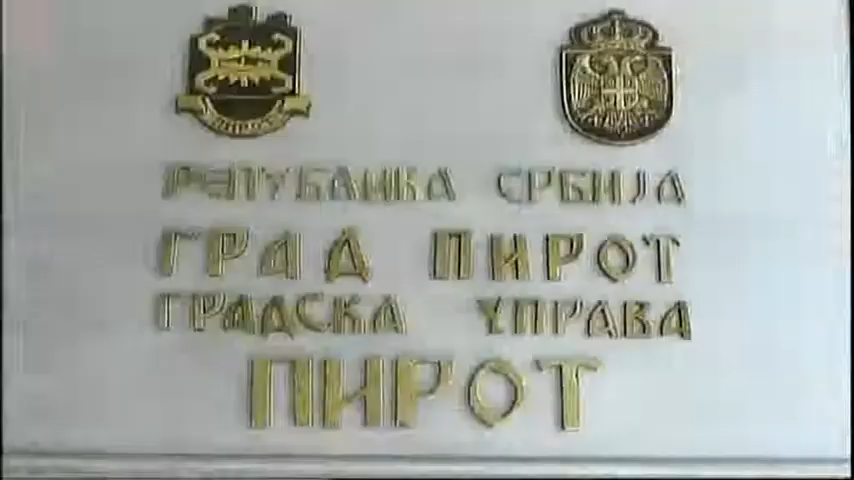 РЕПУБЛИКА СРБИЈА
ГРАД ПИРОТ
ГРАДСКА УПРАВА
ПИРОТ